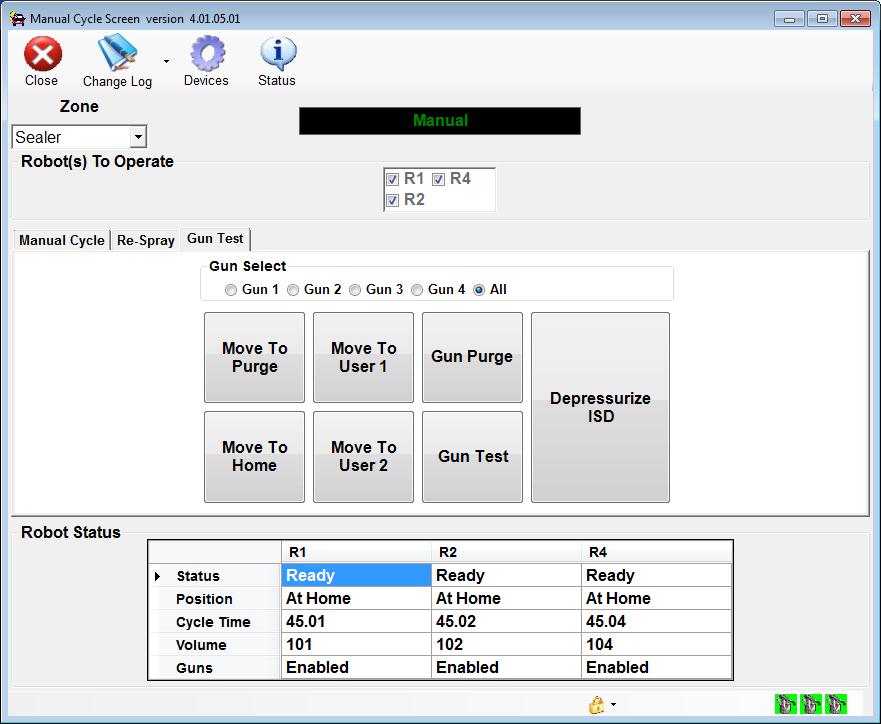 Manual Cycle Screen version 4.01.05.01
Close Change Log Devices Status
Zone
Manual
Sealer
Robot(s) To Operate
R1 R4
R2
Manual Cycle Re-Spray Gun Test
Gun Select
Gun 1 Gun 2 Gun 3 Gun 4 All
Move To
Purge
Move To
User 1
Gun Purge
Depressurize
ISD
Move To
Home
Move To
User 2
Gun Test
Robot Status
R1 R2 R4
Status Ready Ready Ready
Position At Home At Home At Home
Cycle Time 45.01 45.02 45.04
Volume 101 102 104
Guns Enabled Enabled Enabled